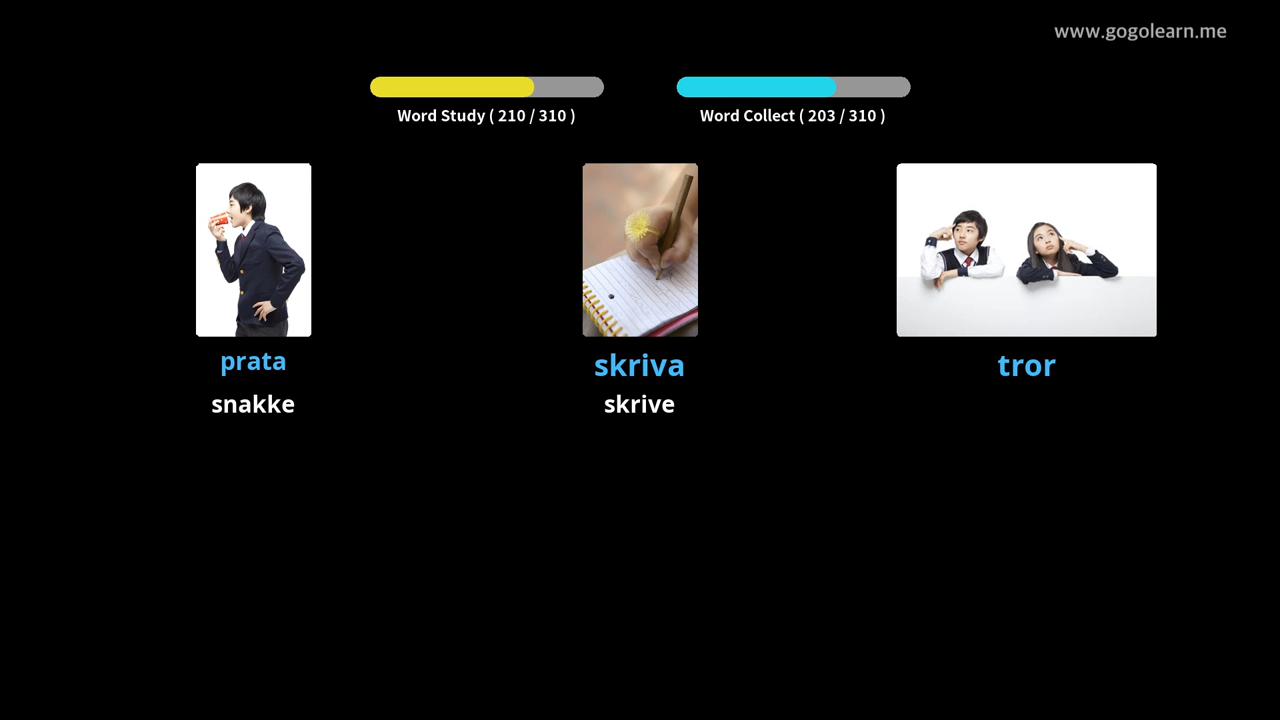 www.gogolearn.me
Word Study ( 210 / 310 )
Word Collect ( 203 / 310 )
prata
skriva
tror
snakke
skrive